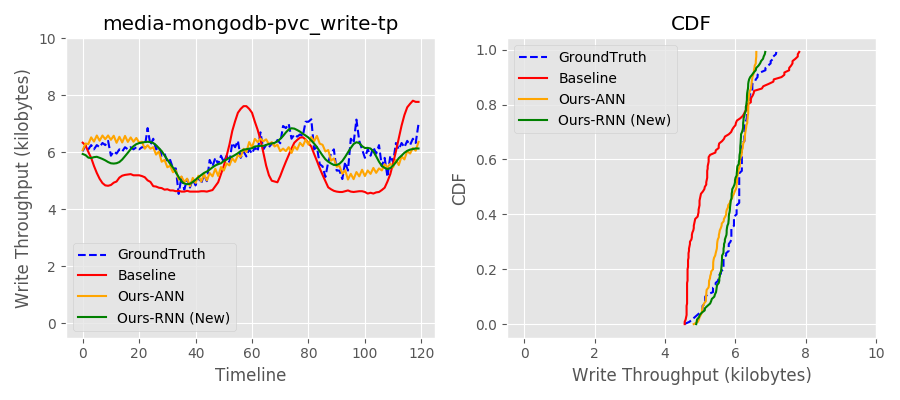 media-mongodb-pvc_write-tp
Write Throughput (kilobytes)
10
8
6
4
2
0
GroundTruth
Baseline
Ours-ANN
Ours-RNN (New)
0 20 40 60 80 100 120
Timeline
CDF
CDF
1.0
0.8
0.6
0.4
0.2
0.0
GroundTruth
Baseline
Ours-ANN
Ours-RNN (New)
0 2 4 6 8 10
Write Throughput (kilobytes)